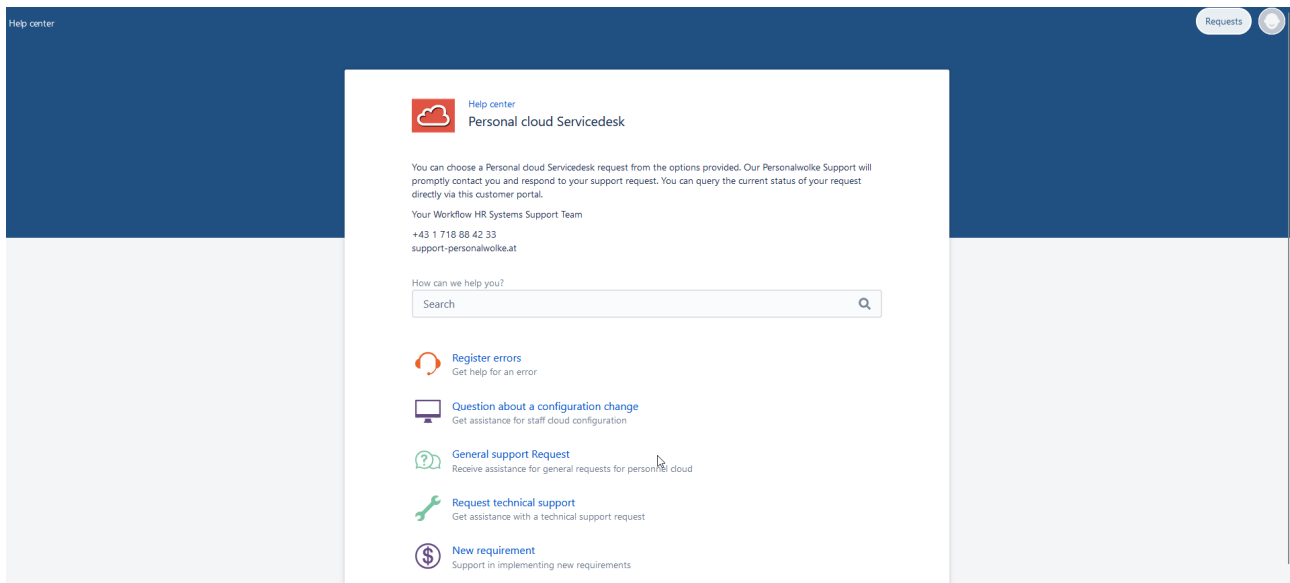 Help center
Requests
Help center
Personal cloud Servicedesk
You can choose a Personal cloud Servicedesk request from the options provided. Our Personalwolke Support will
promptly contact you and respond to your support request. You can query the current status of your request
directly via this customer portal.
Your Workflow HR Systems Support Team
+43 1 718 88 42 33
support-personalwolke.at
How can we help you?
Search
Register errors
Get help for an error
Question about a configuration change
Get assistance for staff cloud configuration
General support Request
Receive assistance for general requests for personnel cloud
Request technical support
Get assistance with a technical support request
New requirement
Support in implementing new requirements